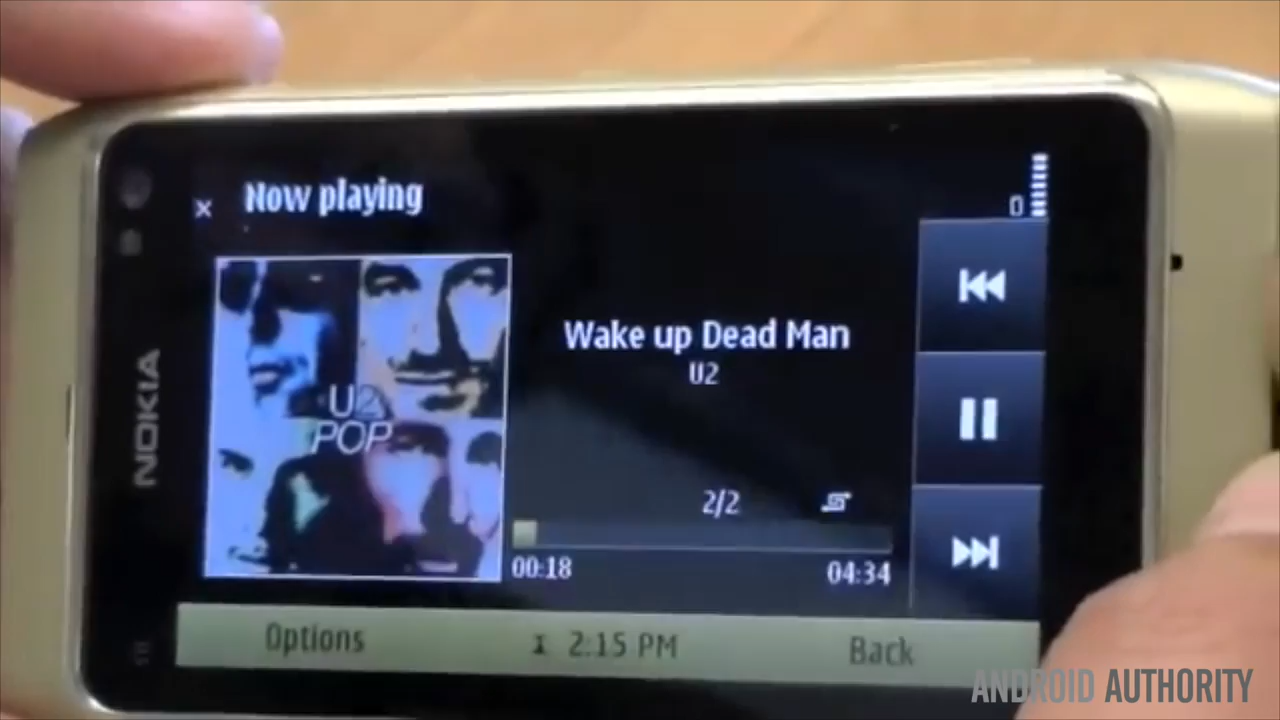 Now playing
0
NOKIA
Wake up Dead Man
U2
U2
POP
2/2
00:18
04:34
Options
2:15 PM
Back
ANDROID AUTHORITY